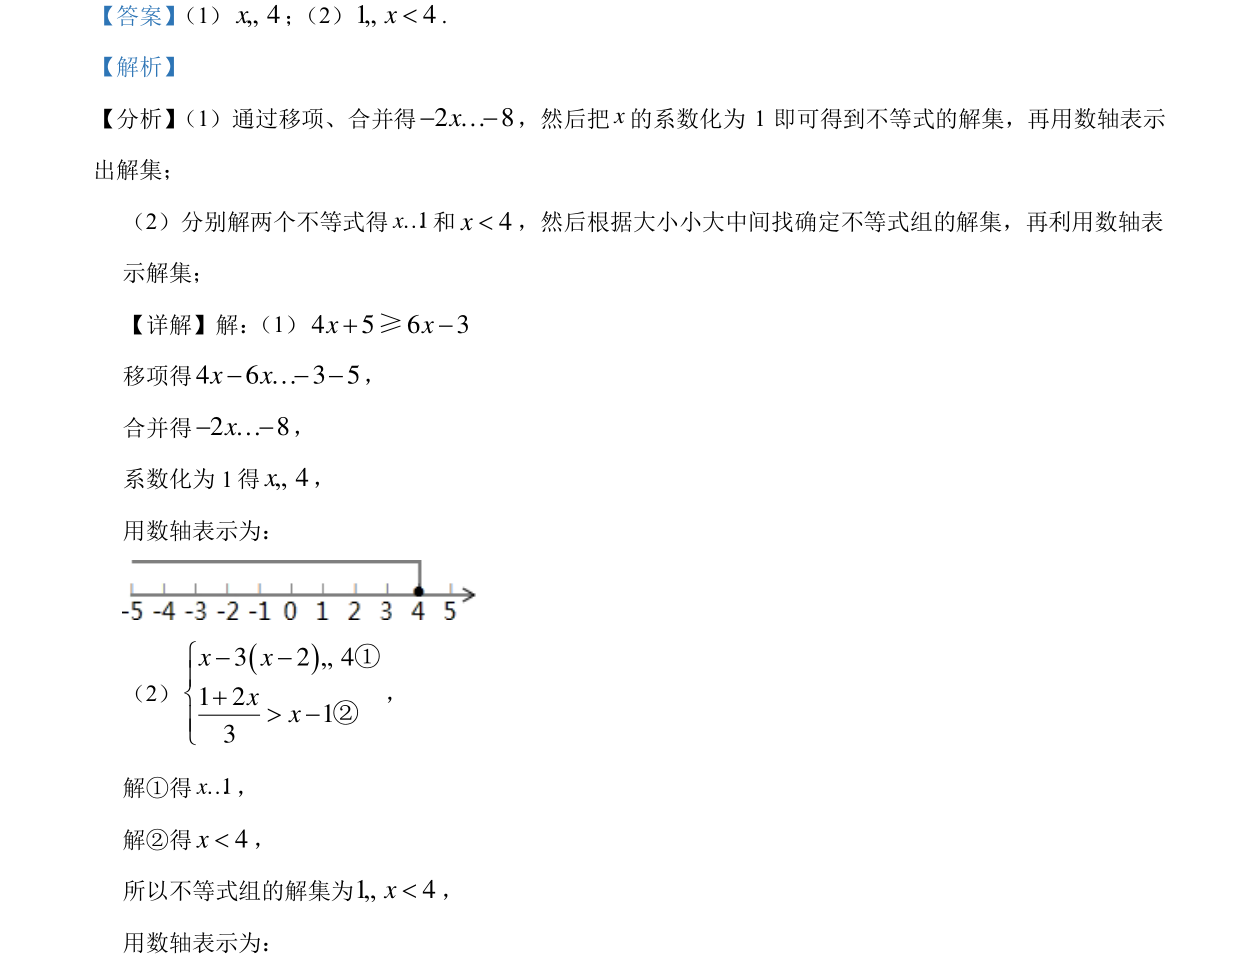 【答案】（1） x,, 4；（2）1,, x < 4 .
【解析】
【分析】（1）通过移项、合并得 −2x…−8，然后把 x 的系数化为 1 即可得到不等式的解集，再用数轴表示
出解集；
（2）分别解两个不等式得 x…1 和 x < 4，然后根据大小小大中间找确定不等式组的解集，再利用数轴表
示解集；
【详解】解：（1） 4x+5≥6x−3
移项得 4x−6x…−3−5，
合并得 −2x…−8，
系数化为 1 得 x,, 4，
用数轴表示为：
-5 -4 -3 -2 -1 0 1 2 3 4 5
（2） { x−3(x−2),, 4①
(1+2x)/3 > x−1② ，
解①得 x…1，
解②得 x < 4，
所以不等式组的解集为1,, x < 4，
用数轴表示为：